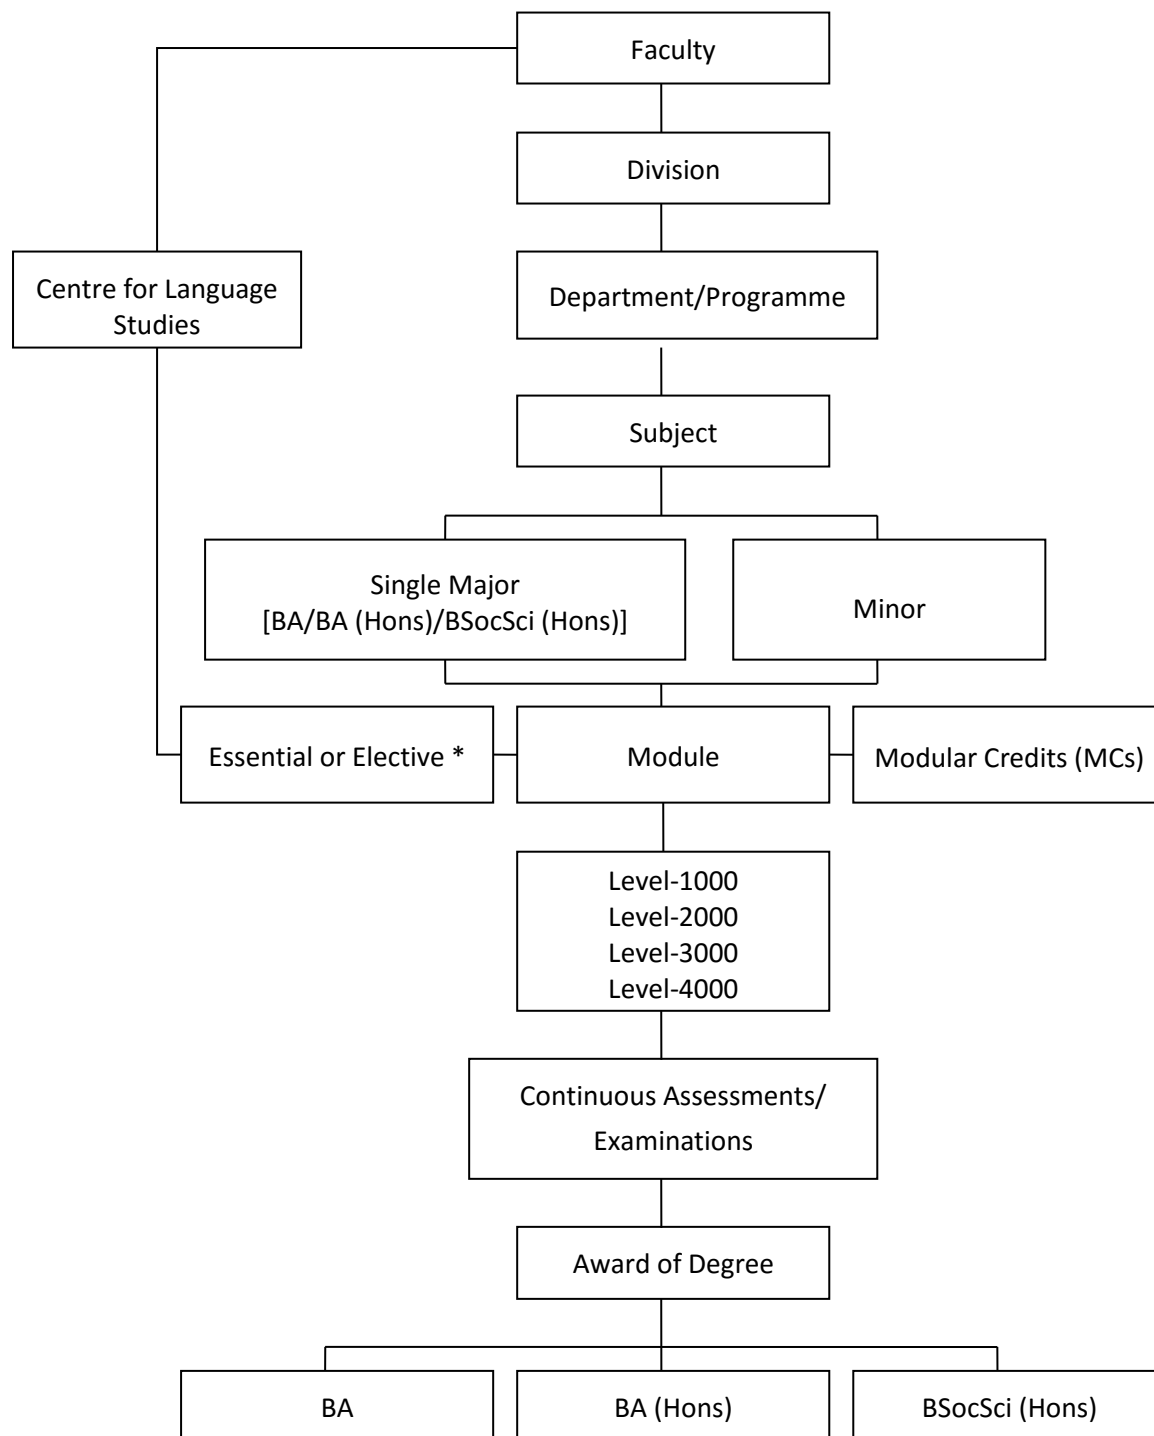 Faculty
Division
Centre for Language
Studies
Department/Programme
Subject
Single Major
[BA/BA (Hons)/BSocSci (Hons)]
Minor
Essential or Elective *
Module
Modular Credits (MCs)
Level-1000
Level-2000
Level-3000
Level-4000
Continuous Assessments/
Examinations
Award of Degree
BA
BA (Hons)
BSocSci (Hons)